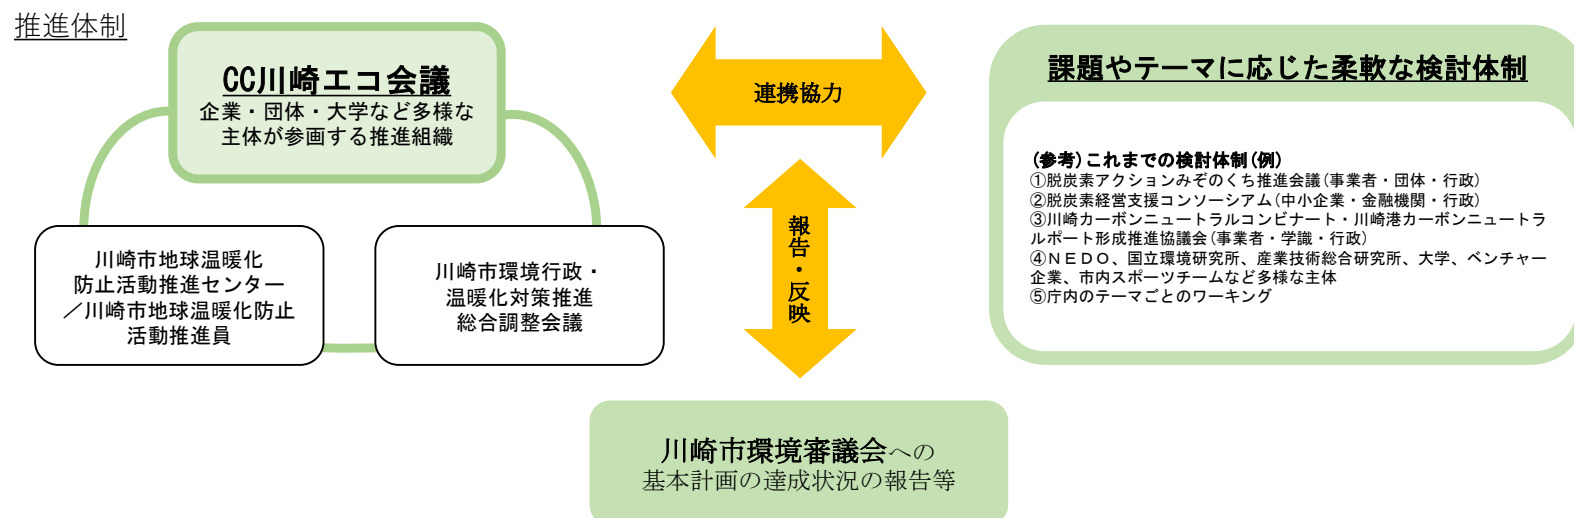 推進体制
CC川崎エコ会議
企業・団体・大学など多様な
主体が参画する推進組織
川崎市地球温暖化
防止活動推進センター
／川崎市地球温暖化防止
活動推進員
川崎市環境行政・
温暖化対策推進
総合調整会議
連携協力
報告・反映
課題やテーマに応じた柔軟な検討体制
(参考)これまでの検討体制(例)
①脱炭素アクションみぞのくち推進会議(事業者・団体・行政)
②脱炭素経営支援コンソーシアム(中小企業・金融機関・行政)
③川崎カーボンニュートラルコンビナート・川崎港カーボンニュートラ
ルポート形成推進協議会(事業者・学識・行政)
④ＮＥＤＯ、国立環境研究所、産業技術総合研究所、大学、ベンチャー
企業、市内スポーツチームなど多様な主体
⑤庁内のテーマごとのワーキング
川崎市環境審議会への
基本計画の達成状況の報告等